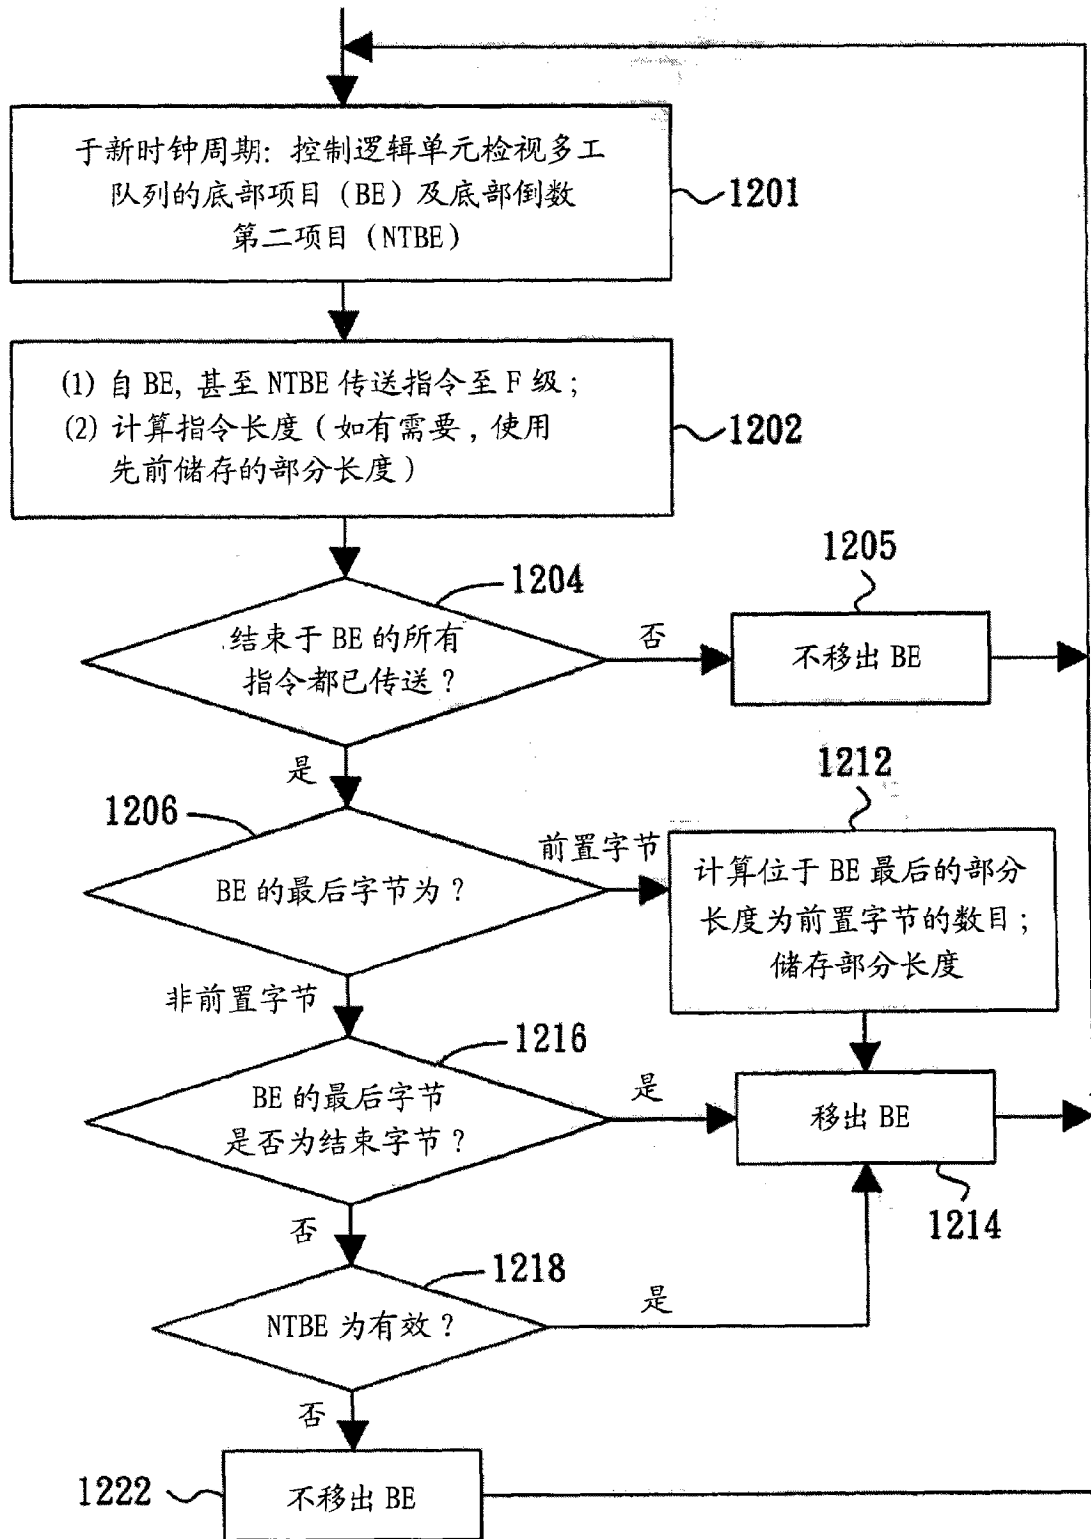 于新时钟周期：控制逻辑单元检视多工
队列的底部项目（BE）及底部倒数
第二项目（NTBE）
1201
(1) 自 BE, 甚至 NTBE 传送指令至 F 级；
(2) 计算指令长度（如有需要，使用
先前储存的部分长度）
1202
1204
结束于 BE 的所有
指令都已传送？
否
1205
不移出 BE
是
1206
BE 的最后字节为？
前置字节
1212
计算位于 BE 最后的部分
长度为前置字节的数目；
储存部分长度
非前置字节
1216
BE 的最后字节
是否为结束字节？
是
移出 BE
1214
否
1218
NTBE 为有效？
是
否
1222
不移出 BE